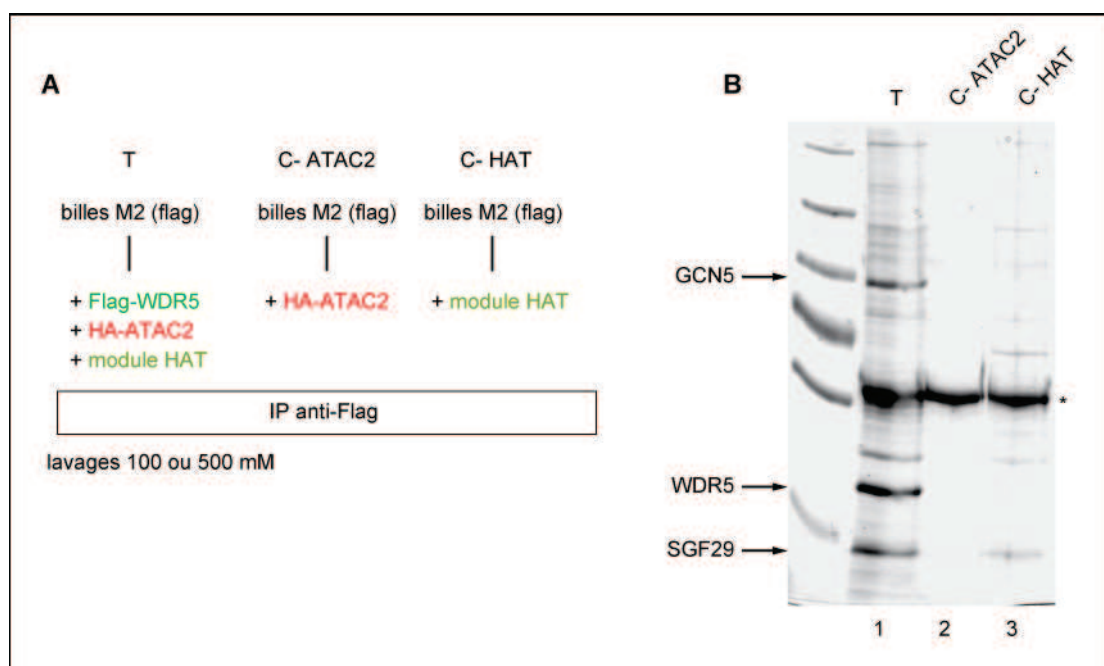 A
T
C- ATAC2
C- HAT
billes M2 (flag)
billes M2 (flag)
billes M2 (flag)
+ Flag-WDR5
+ HA-ATAC2
+ module HAT
+ HA-ATAC2
+ module HAT
IP anti-Flag
lavages 100 ou 500 mM
B
T
C- ATAC2
C- HAT
GCN5
*
WDR5
SGF29
1 2 3